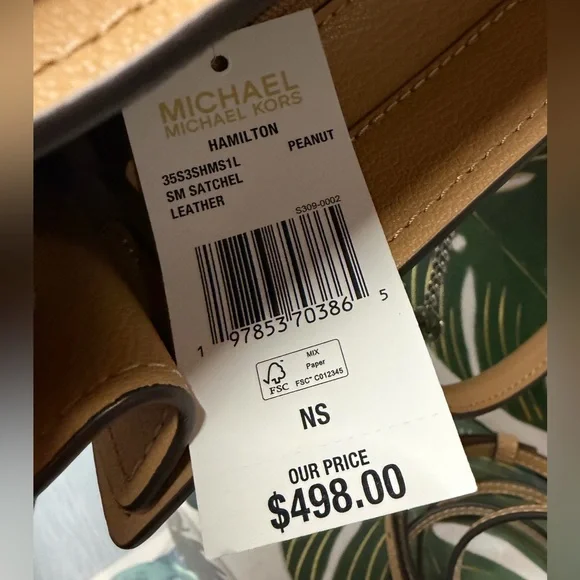 MICHAEL
MICHAEL KORS
HAMILTON
35S3SHMS1L PEANUT
SM SATCHEL
LEATHER
S309-0002
1 97853 70386 5
MIX
Paper
FSC FSC™ C012345
NS
OUR PRICE
$498.00